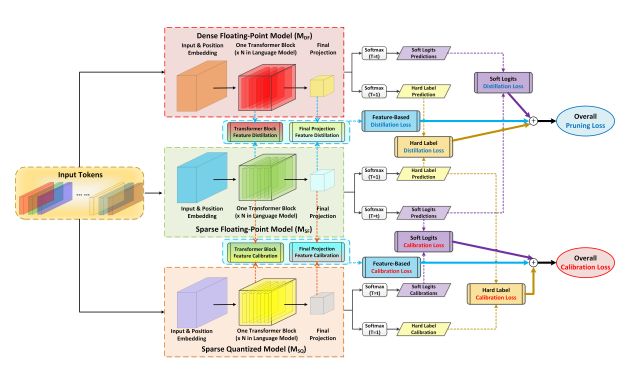 Dense Floating-Point Model (MDF)
Input & Position
Embedding
One Transformer Block
(x N in Language Model)
Final
Projection
Softmax
(T=t)
Soft Logits
Predictions
Softmax
(T=1)
Hard Label
Prediction
Soft Logits
Distillation Loss
Transformer Block
Feature Distillation
Final Projection
Feature Distillation
Feature-Based
Distillation Loss
Hard Label
Distillation Loss
Overall
Pruning Loss
Input Tokens
Input & Position
Embedding
One Transformer Block
(x N in Language Model)
Final
Projection
Sparse Floating-Point Model (MSF)
Softmax
(T=1)
Hard Label
Prediction
Softmax
(T=t)
Soft Logits
Predictions
Soft Logits
Calibration Loss
Transformer Block
Feature Calibration
Final Projection
Feature Calibration
Feature-Based
Calibration Loss
Overall
Calibration Loss
Hard Label
Calibration Loss
Input & Position
Embedding
One Transformer Block
(x N in Language Model)
Final
Projection
Sparse Quantized Model (MSQ)
Softmax
(T=t)
Soft Logits
Calibrations
Softmax
(T=1)
Hard Label
Calibration